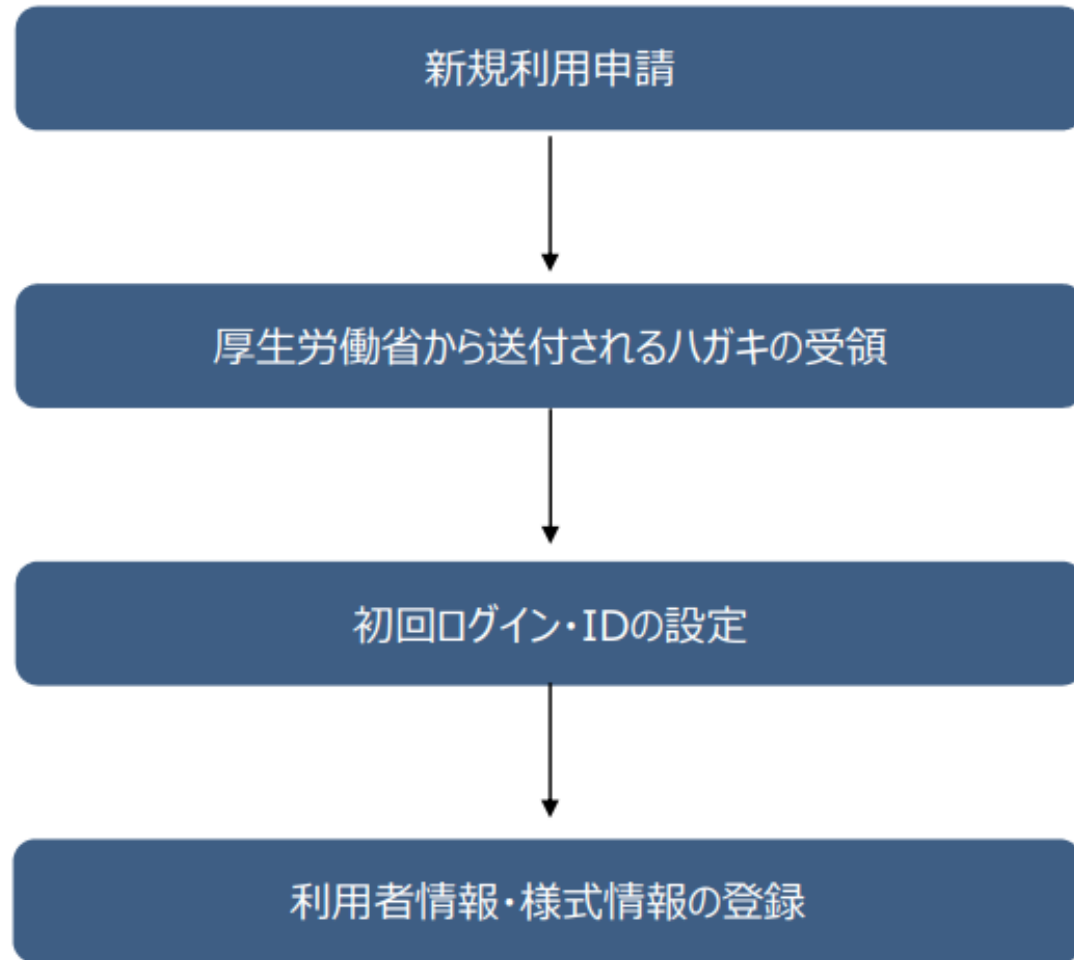 新規利用申請
厚生労働省から送付されるハガキの受領
初回ログイン・IDの設定
利用者情報・様式情報の登録